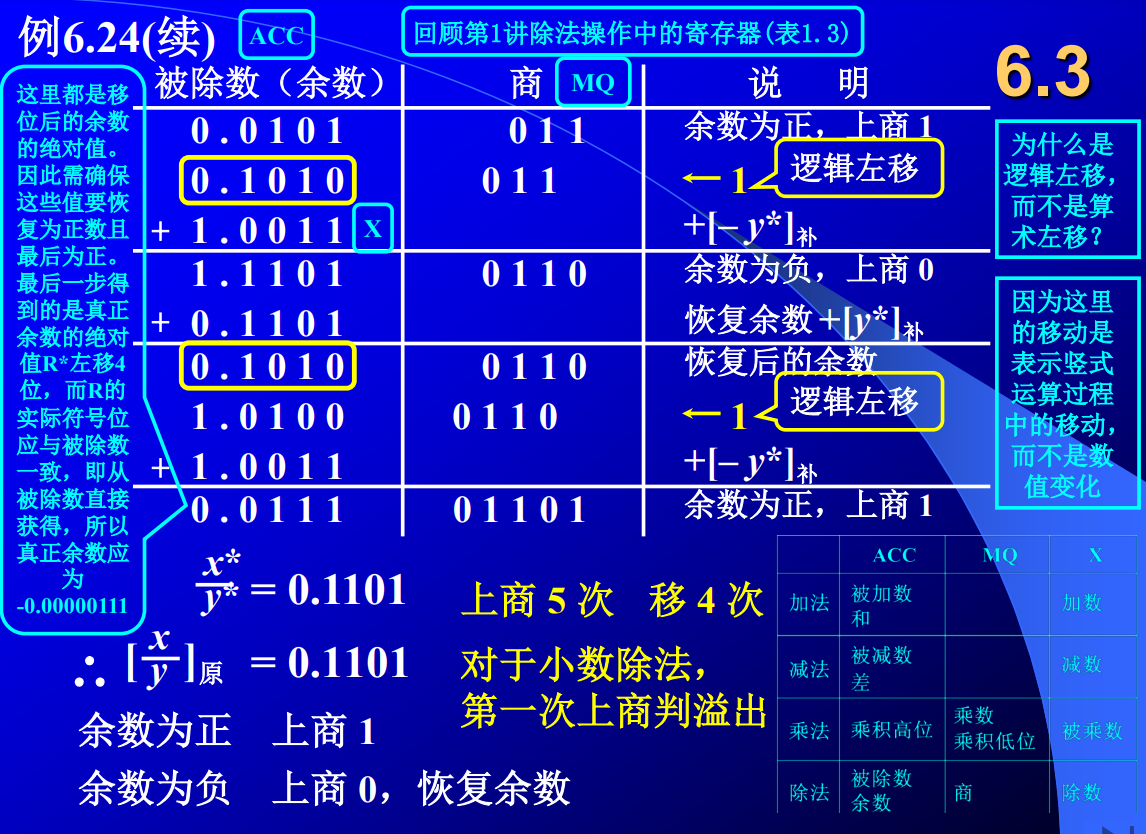 例6.24(续)
ACC
回顾第1讲除法操作中的寄存器(表1.3)
6.3
被除数（余数）
商
MQ
说 明
0.0101
011
余数为正，上商 1
0.1010
011
← 1
逻辑左移
+ 1.0011
X
+[– y*]补
1.1101
0110
余数为负，上商 0
+ 0.1101
恢复余数 +[y*]补
0.1010
0110
恢复后的余数
1.0100
0110
← 1
逻辑左移
+ 1.0011
+[– y*]补
0.0111
01101
余数为正，上商 1
这里都是移
位后的余数
的绝对值。
因此需确保
这些值要恢
复为正数且
最后为正。
最后一步得
到的是真正
余数的绝对
值R*左移4
位，而R的
实际符号位
应与被除数
一致，即从
被除数直接
获得，所以
真正余数应
为
-0.00000111
为什么是
逻辑左移，
而不是算
术左移？
因为这里
的移动是
表示竖式
运算过程
中的移动，
而不是数
值变化
x*
y*
= 0.1101
上商 5 次 移 4 次
∴ [x/y]原 = 0.1101
对于小数除法，
第一次上商判溢出
余数为正 上商 1
余数为负 上商 0，恢复余数
ACC MQ X
加法 被加数 加数
和
减法 被减数 减数
差
乘法 乘积高位 乘数 被乘数
乘积低位
除法 被除数 商 除数
余数